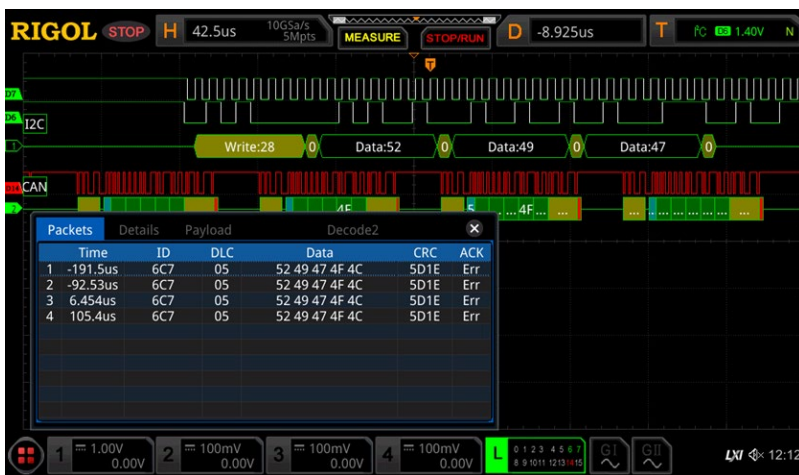 RIGOL STOP H 42.5us 10GSa/s 5Mpts MEASURE STOP/RUN D -8.925us T I²C D5 1.40V N
T
D7
D6 I2C
1 Write:28 0 Data:52 0 Data:49 0 Data:47 0
CAN
2 4F 5 ... ... 4F ... ... ... ... ... ... ... ... ... ...
Packets Details Payload Decode2
Time ID DLC Data CRC ACK
1 -191.5us 6C7 05 52 49 47 4F 4C 5D1E Err
2 -92.53us 6C7 05 52 49 47 4F 4C 5D1E Err
3 6.454us 6C7 05 52 49 47 4F 4C 5D1E Err
4 105.4us 6C7 05 52 49 47 4F 4C 5D1E Err
1 1.00V 0.00V 2 100mV 0.00V 3 100mV 0.00V 4 100mV 0.00V L 0 1 2 3 4 5 6 7 8 9 10 11 12 13 14 15 GI GII LXI 12:12